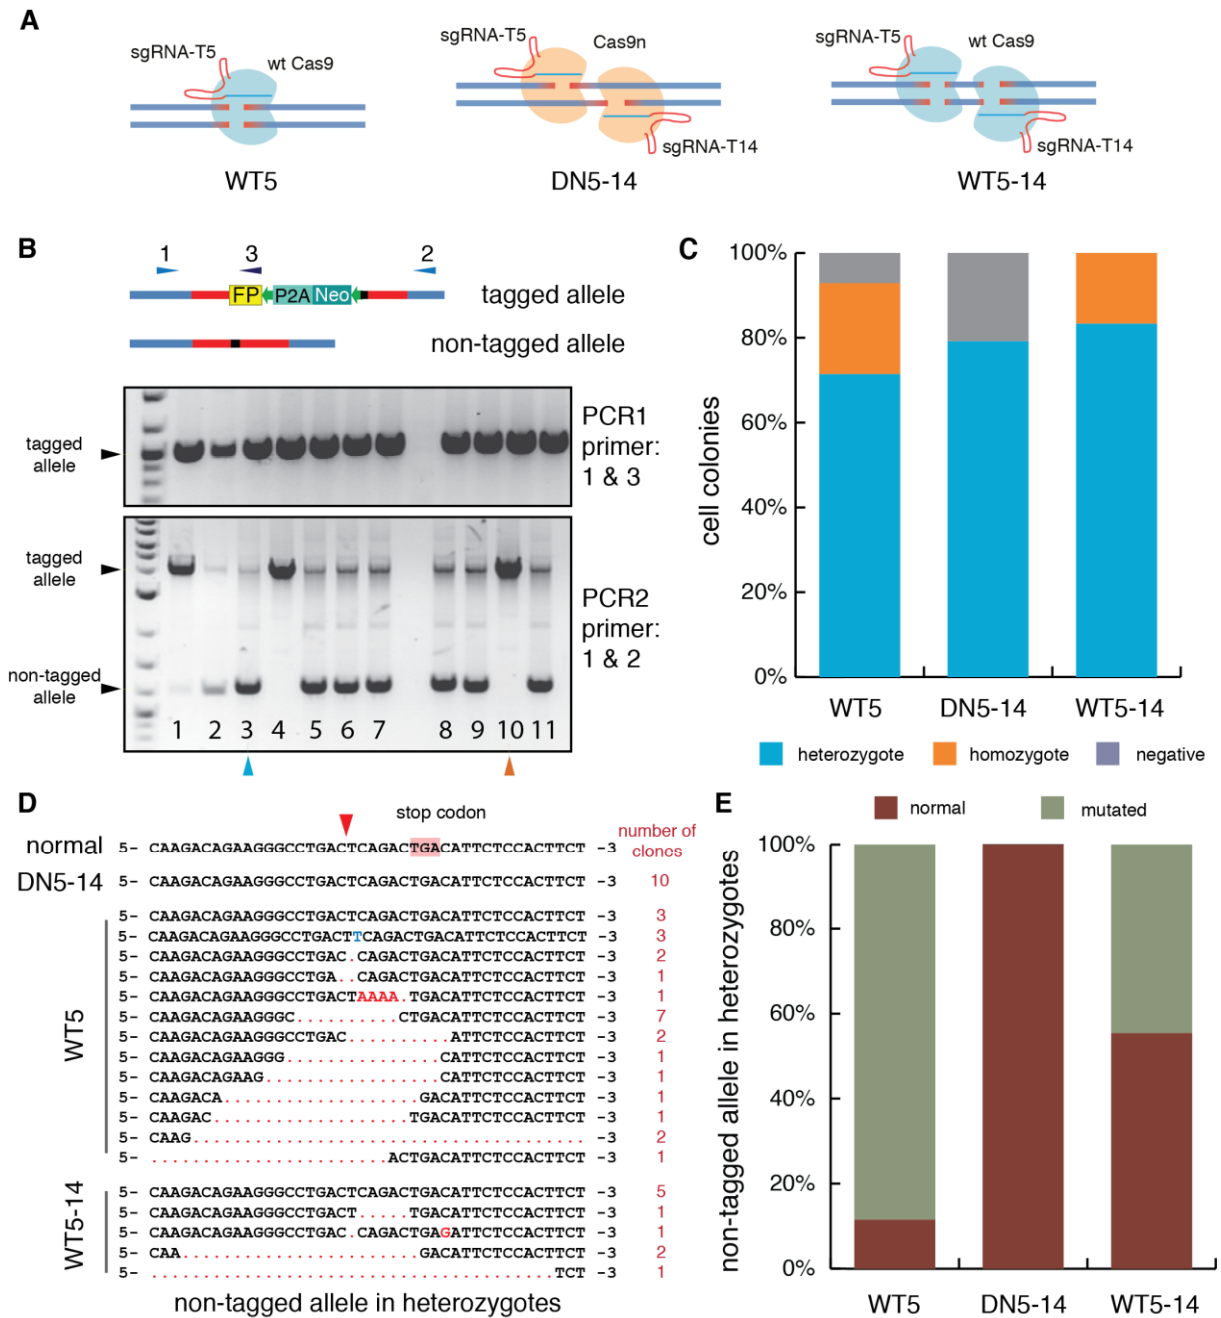 A
sgRNA-T5
wt Cas9
WT5
sgRNA-T5
Cas9n
sgRNA-T14
DN5-14
sgRNA-T5
wt Cas9
sgRNA-T14
WT5-14
B
1
3
2
FP
P2A
Neo
tagged allele
non-tagged allele
tagged
allele
PCR1
primer:
1 & 3
tagged
allele
non-tagged
allele
PCR2
primer:
1 & 2
1 2 3 4 5 6 7 8 9 10 11
C
cell colonies
100%
80%
60%
40%
20%
0%
WT5 DN5-14 WT5-14
heterozygote homozygote negative
D
stop codon
number of
clones
normal 5- CAAGACAGAAGGGCCTGACTCAGACTGACATTCTCCACTTCT -3
DN5-14 5- CAAGACAGAAGGGCCTGACTCAGACTGACATTCTCCACTTCT -3 10
WT5
5- CAAGACAGAAGGGCCTGACTCAGACTGACATTCTCCACTTCT -3 3
5- CAAGACAGAAGGGCCTGACTTCAGACTGACATTCTCCACTTCT -3 3
5- CAAGACAGAAGGGCCTGAC.CAGACTGACATTCTCCACTTCT -3 2
5- CAAGACAGAAGGGCCTGA..CAGACTGACATTCTCCACTTCT -3 1
5- CAAGACAGAAGGGCCTGACTAAAA.TGACATTCTCCACTTCT -3 1
5- CAAGACAGAAGGGC..........CTGACATTCTCCACTTCT -3 7
5- CAAGACAGAAGGGCCTGAC..........ATTCTCCACTTCT -3 2
5- CAAGACAGAAGGG...............CATTCTCCACTTCT -3 1
5- CAAGACAGAAG.................CATTCTCCACTTCT -3 1
5- CAAGACA...................GACATTCTCCACTTCT -3 1
5- CAAGAC...................TGACATTCTCCACTTCT -3 1
5- CAAG...................................... -3 2
5- .......................ACTGACATTCTCCACTTCT -3 1
WT5-14
5- CAAGACAGAAGGGCCTGACTCAGACTGACATTCTCCACTTCT -3 5
5- CAAGACAGAAGGGCCTGACT.....TGACATTCTCCACTTCT -3 1
5- CAAGACAGAAGGGCCTGAC.CAGACTGAGATTCTCCACTTCT -3 1
5- CAA.......................GACATTCTCCACTTCT -3 2
5- .......................................TCT -3 1
non-tagged allele in heterozygotes
E
normal mutated
non-tagged allele in heterozygotes
100%
80%
60%
40%
20%
0%
WT5 DN5-14 WT5-14